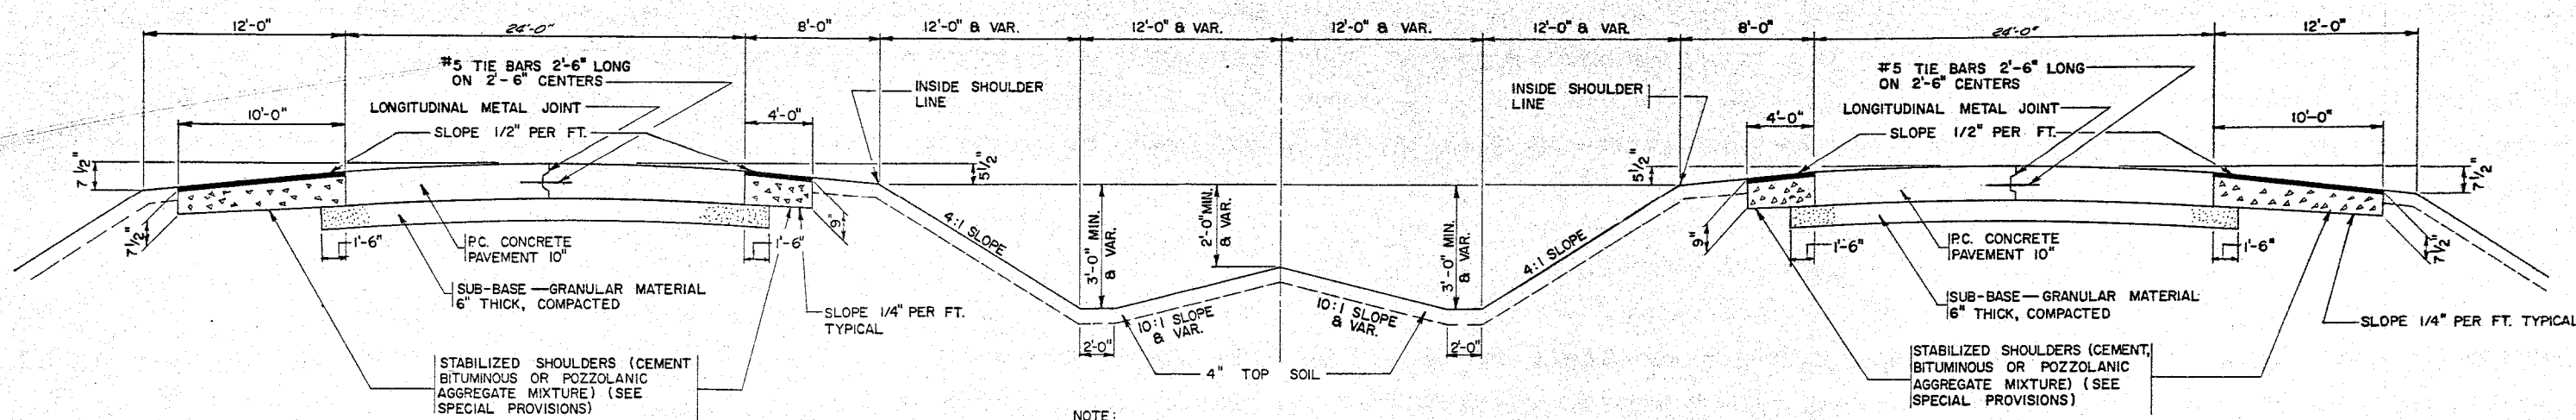 12'-0"
24'-0"
8'-0"
12'-0" & VAR.
12'-0" & VAR.
12'-0" & VAR.
12'-0" & VAR.
8'-0"
24'-0"
12'-0"
#5 TIE BARS 2'-6" LONG
ON 2'-6" CENTERS
LONGITUDINAL METAL JOINT
SLOPE 1/2" PER FT.
10'-0"
4'-0"
INSIDE SHOULDER
LINE
INSIDE SHOULDER
LINE
#5 TIE BARS 2'-6" LONG
ON 2'-6" CENTERS
LONGITUDINAL METAL JOINT
SLOPE 1/2" PER FT.
4'-0"
10'-0"
7 1/2"
5 1/2"
5 1/2"
7 1/2"
7 1/2"
1'-6"
P.C. CONCRETE
PAVEMENT 10"
1'-6"
9"
4:1 SLOPE
3'-0" MIN.
& VAR.
2'-0" MIN.
& VAR.
3'-0" MIN.
& VAR.
4:1 SLOPE
9"
1'-6"
P.C. CONCRETE
PAVEMENT 10"
1'-6"
7 1/2"
SUB-BASE — GRANULAR MATERIAL
6" THICK, COMPACTED
SLOPE 1/4" PER FT.
TYPICAL
10:1 SLOPE
& VAR.
10:1 SLOPE
& VAR.
SUB-BASE — GRANULAR MATERIAL
6" THICK, COMPACTED
SLOPE 1/4" PER FT. TYPICAL
2'-0"
2'-0"
4" TOP SOIL
STABILIZED SHOULDERS (CEMENT
BITUMINOUS OR POZZOLANIC
AGGREGATE MIXTURE) (SEE
SPECIAL PROVISIONS)
STABILIZED SHOULDERS (CEMENT,
BITUMINOUS OR POZZOLANIC
AGGREGATE MIXTURE) (SEE
SPECIAL PROVISIONS)
NOTE: